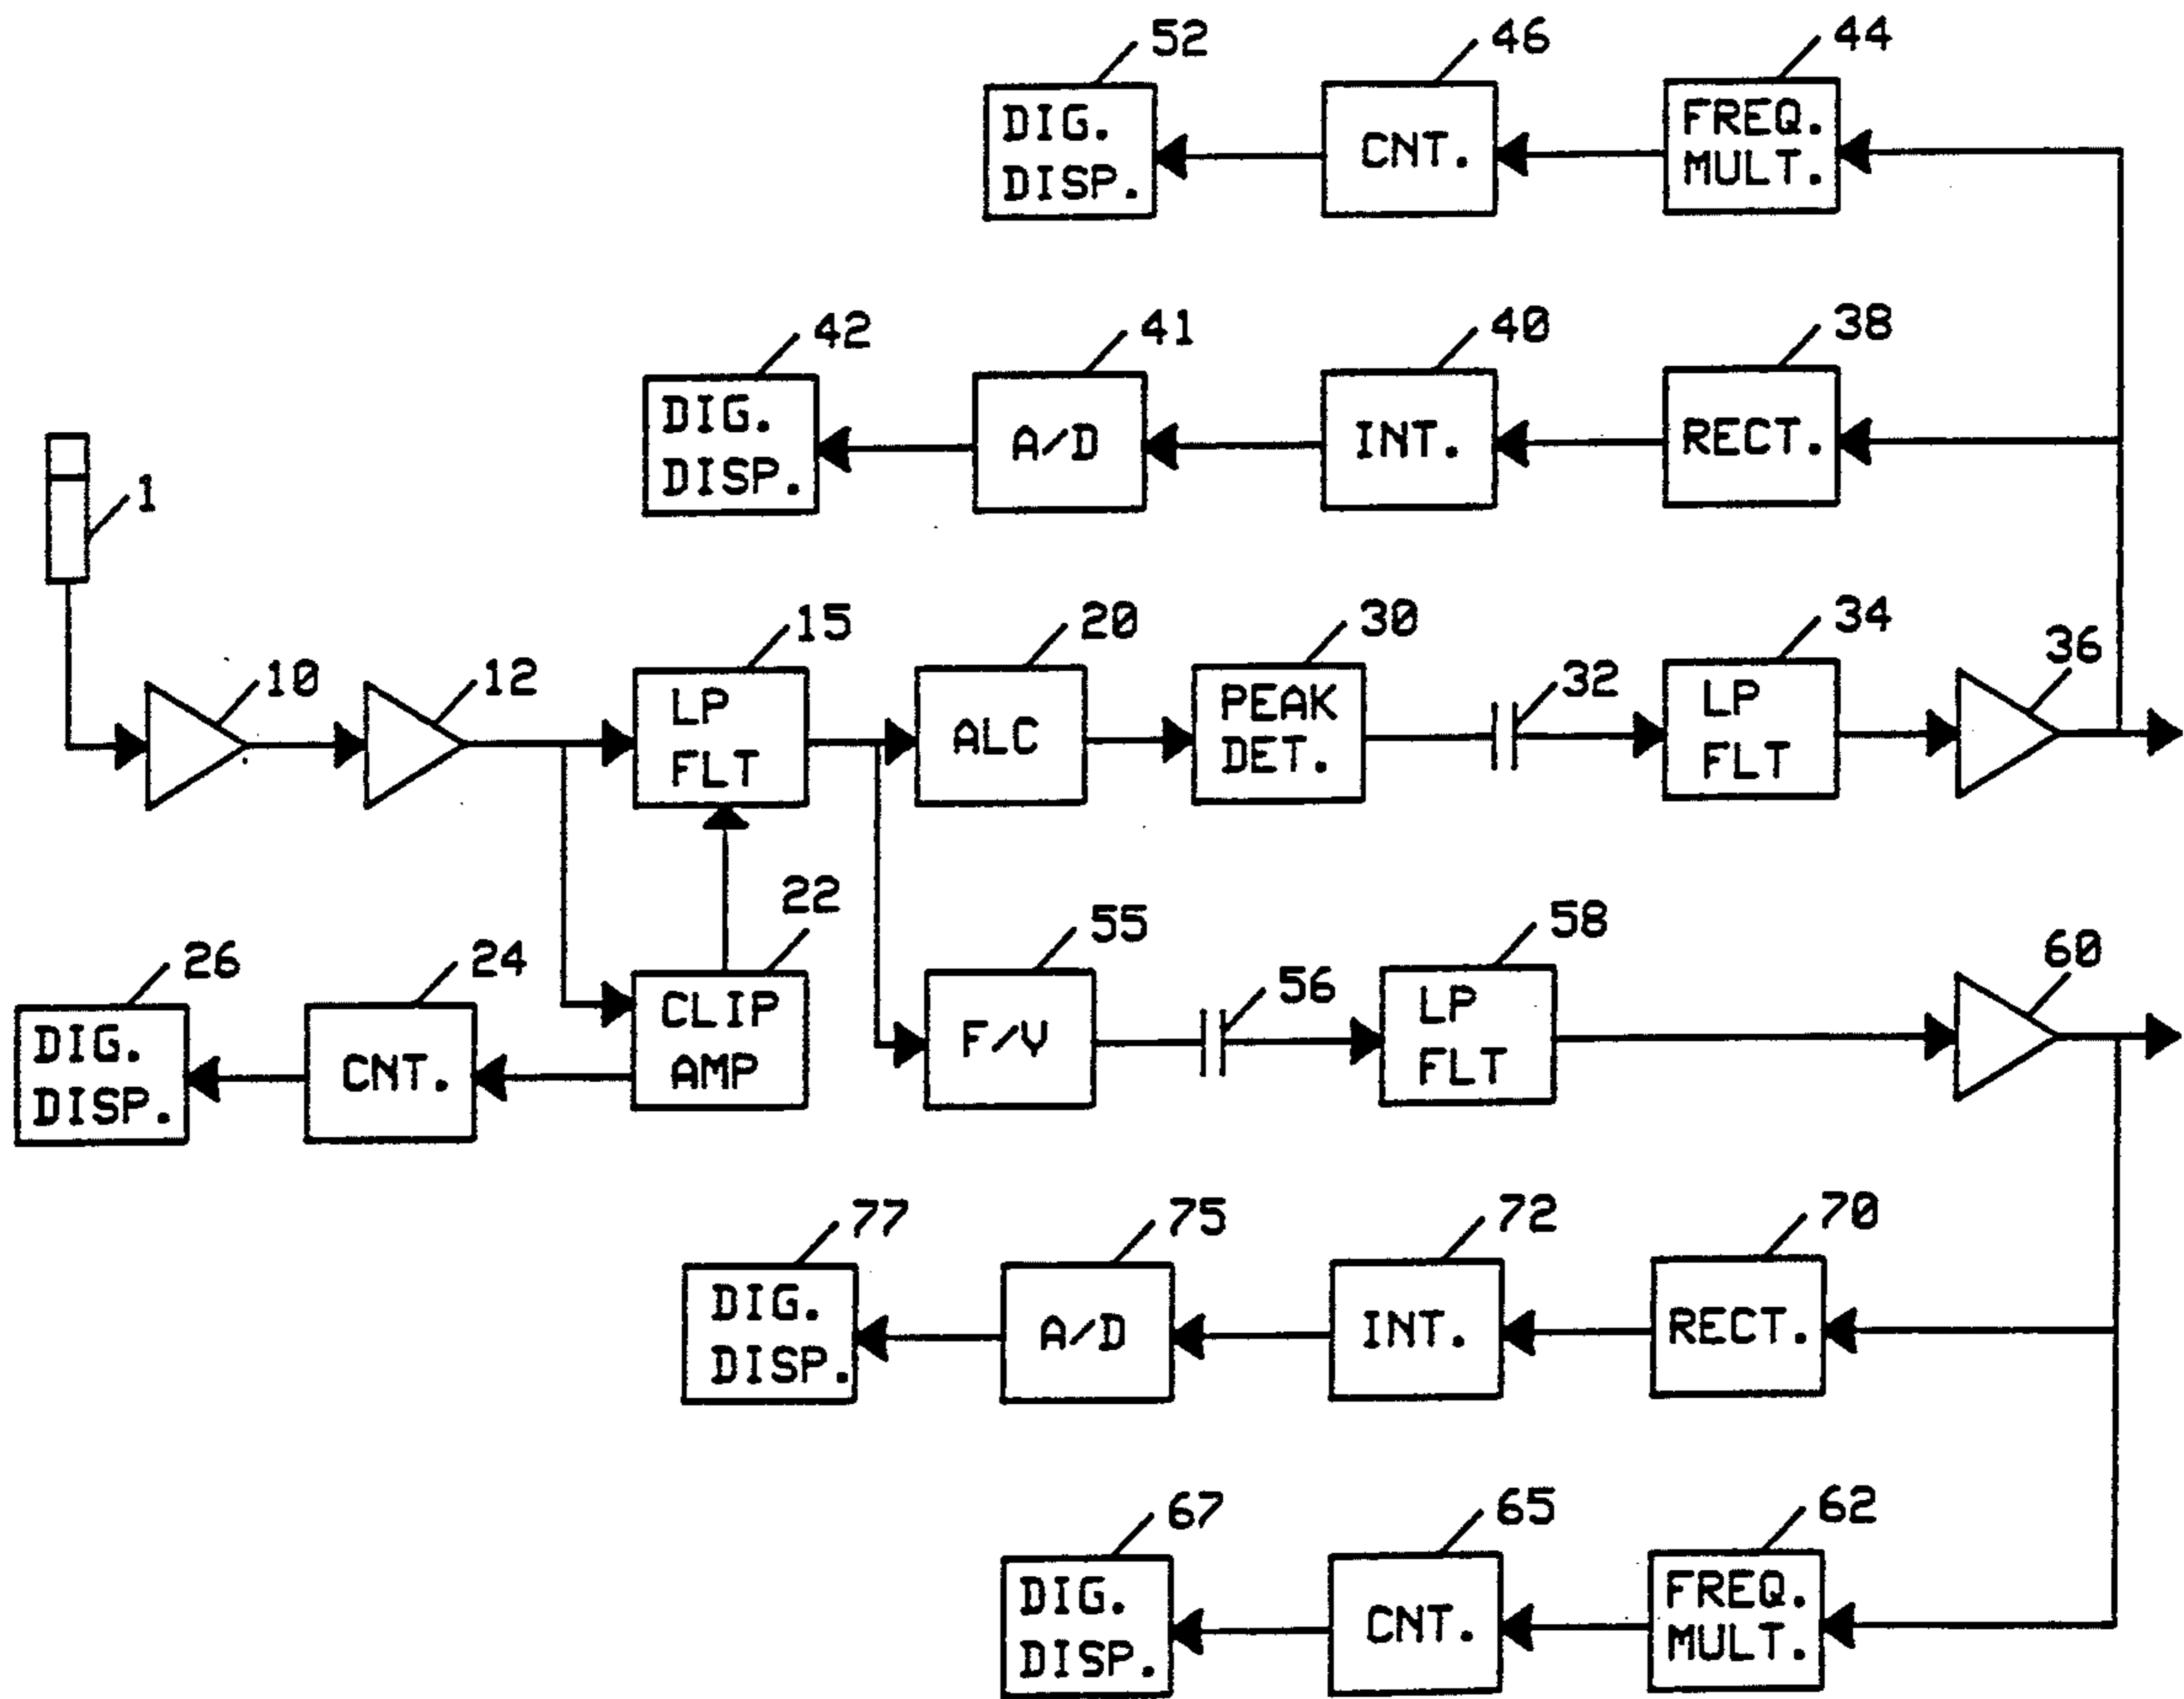 52
46
44
DIG.
DISP.
CNT.
FREQ.
MULT.
42
41
40
38
DIG.
DISP.
A/D
INT.
RECT.
1
10
12
15
20
30
32
34
36
LP
FLT
ALC
PEAK
DET.
LP
FLT
26
24
22
55
56
58
60
DIG.
DISP.
CNT.
CLIP
AMP
F/V
LP
FLT
77
75
72
70
DIG.
DISP.
A/D
INT.
RECT.
67
65
62
DIG.
DISP.
CNT.
FREQ.
MULT.